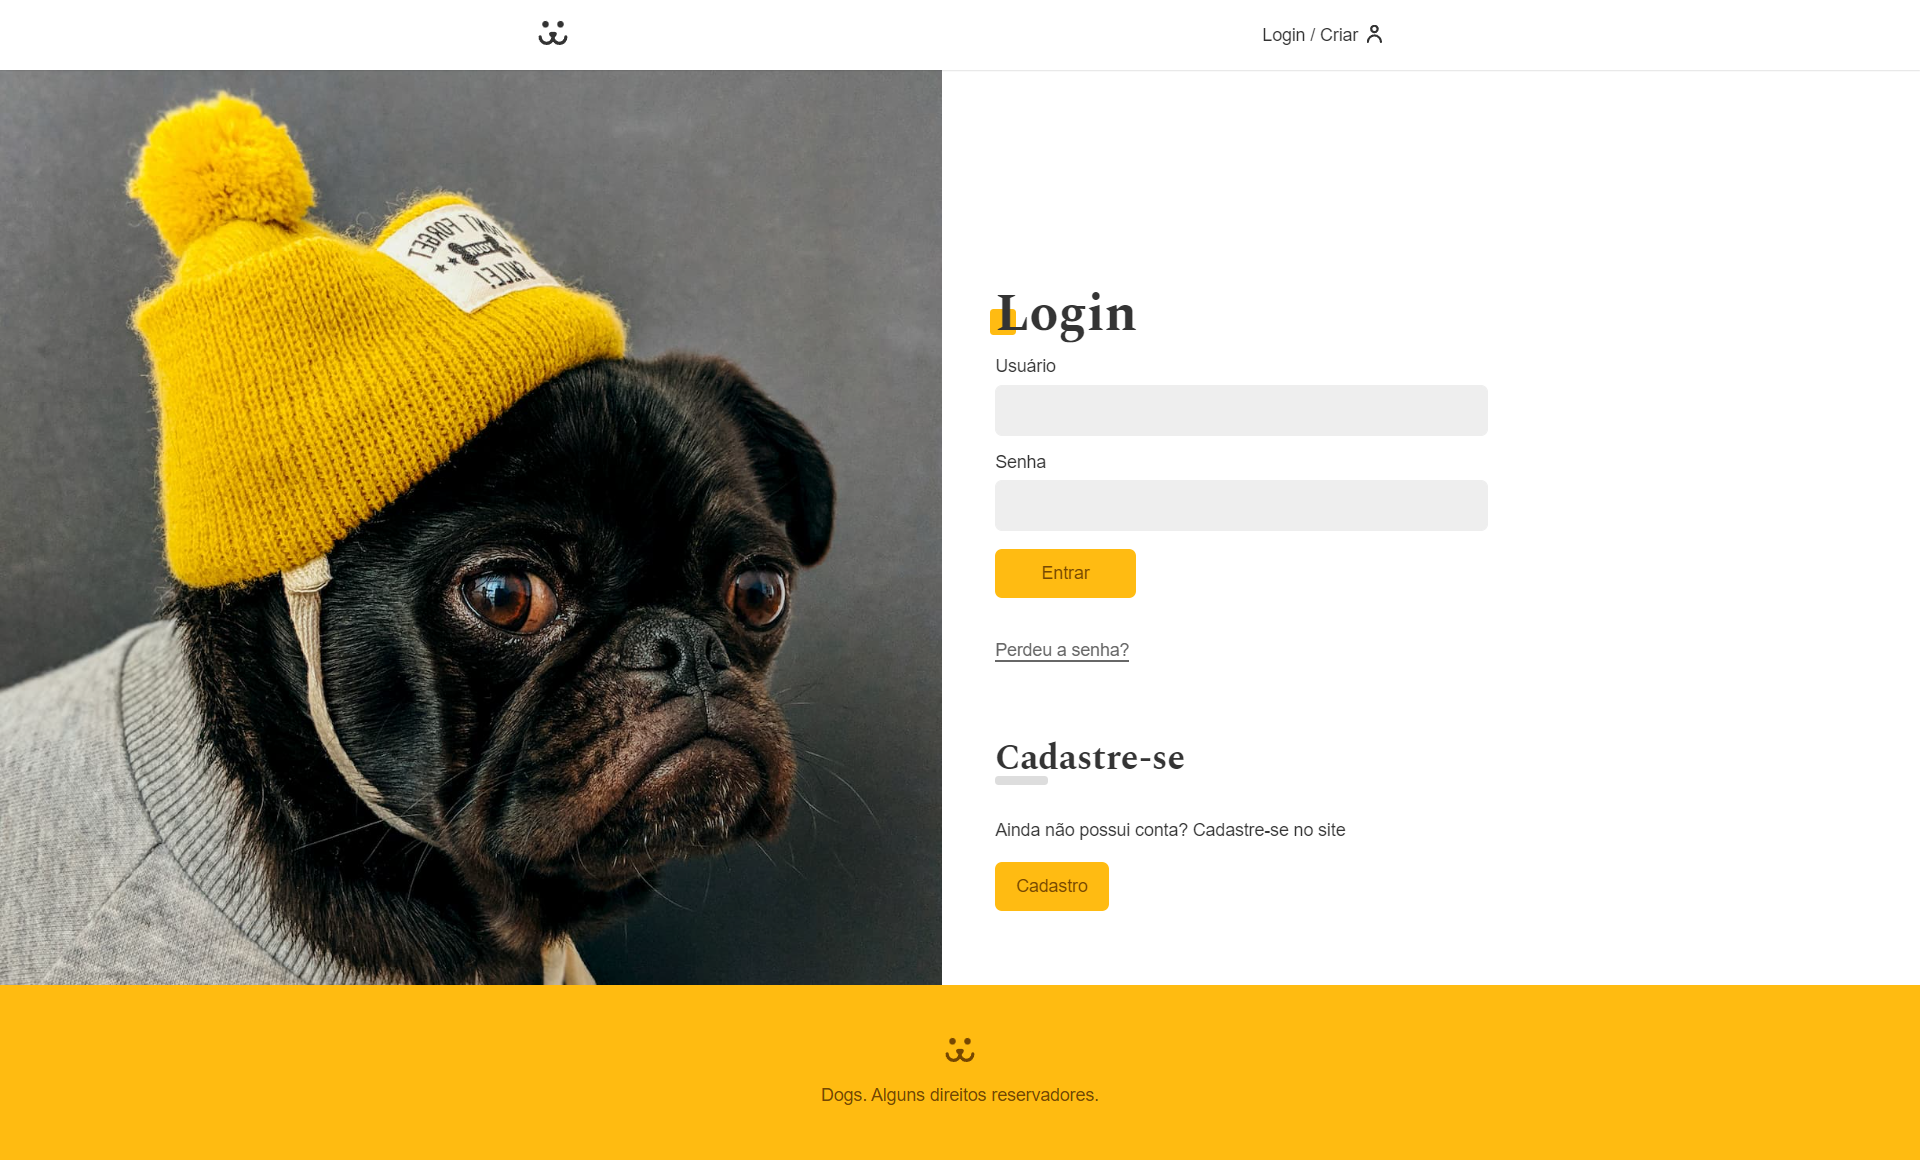 Login / Criar
DON'T FORGET
YOUR
SMILE!
Login
Usuário
Senha
Entrar
Perdeu a senha?
Cadastre-se
Ainda não possui conta? Cadastre-se no site
Cadastro
Dogs. Alguns direitos reservadores.